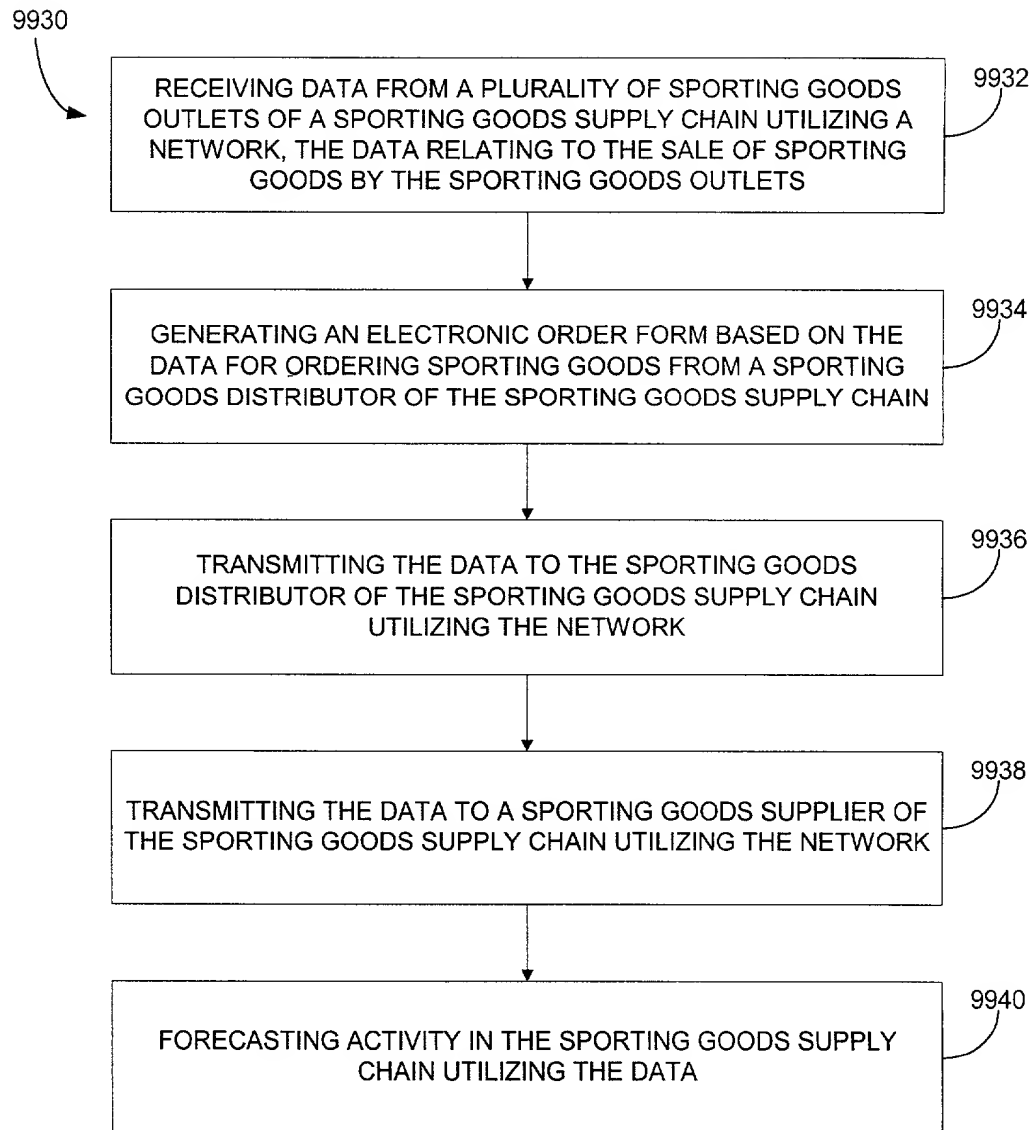 9930
RECEIVING DATA FROM A PLURALITY OF SPORTING GOODS
OUTLETS OF A SPORTING GOODS SUPPLY CHAIN UTILIZING A
NETWORK, THE DATA RELATING TO THE SALE OF SPORTING
GOODS BY THE SPORTING GOODS OUTLETS
9932
GENERATING AN ELECTRONIC ORDER FORM BASED ON THE
DATA FOR ORDERING SPORTING GOODS FROM A SPORTING
GOODS DISTRIBUTOR OF THE SPORTING GOODS SUPPLY CHAIN
9934
TRANSMITTING THE DATA TO THE SPORTING GOODS
DISTRIBUTOR OF THE SPORTING GOODS SUPPLY CHAIN
UTILIZING THE NETWORK
9936
TRANSMITTING THE DATA TO A SPORTING GOODS SUPPLIER OF
THE SPORTING GOODS SUPPLY CHAIN UTILIZING THE NETWORK
9938
FORECASTING ACTIVITY IN THE SPORTING GOODS SUPPLY
CHAIN UTILIZING THE DATA
9940